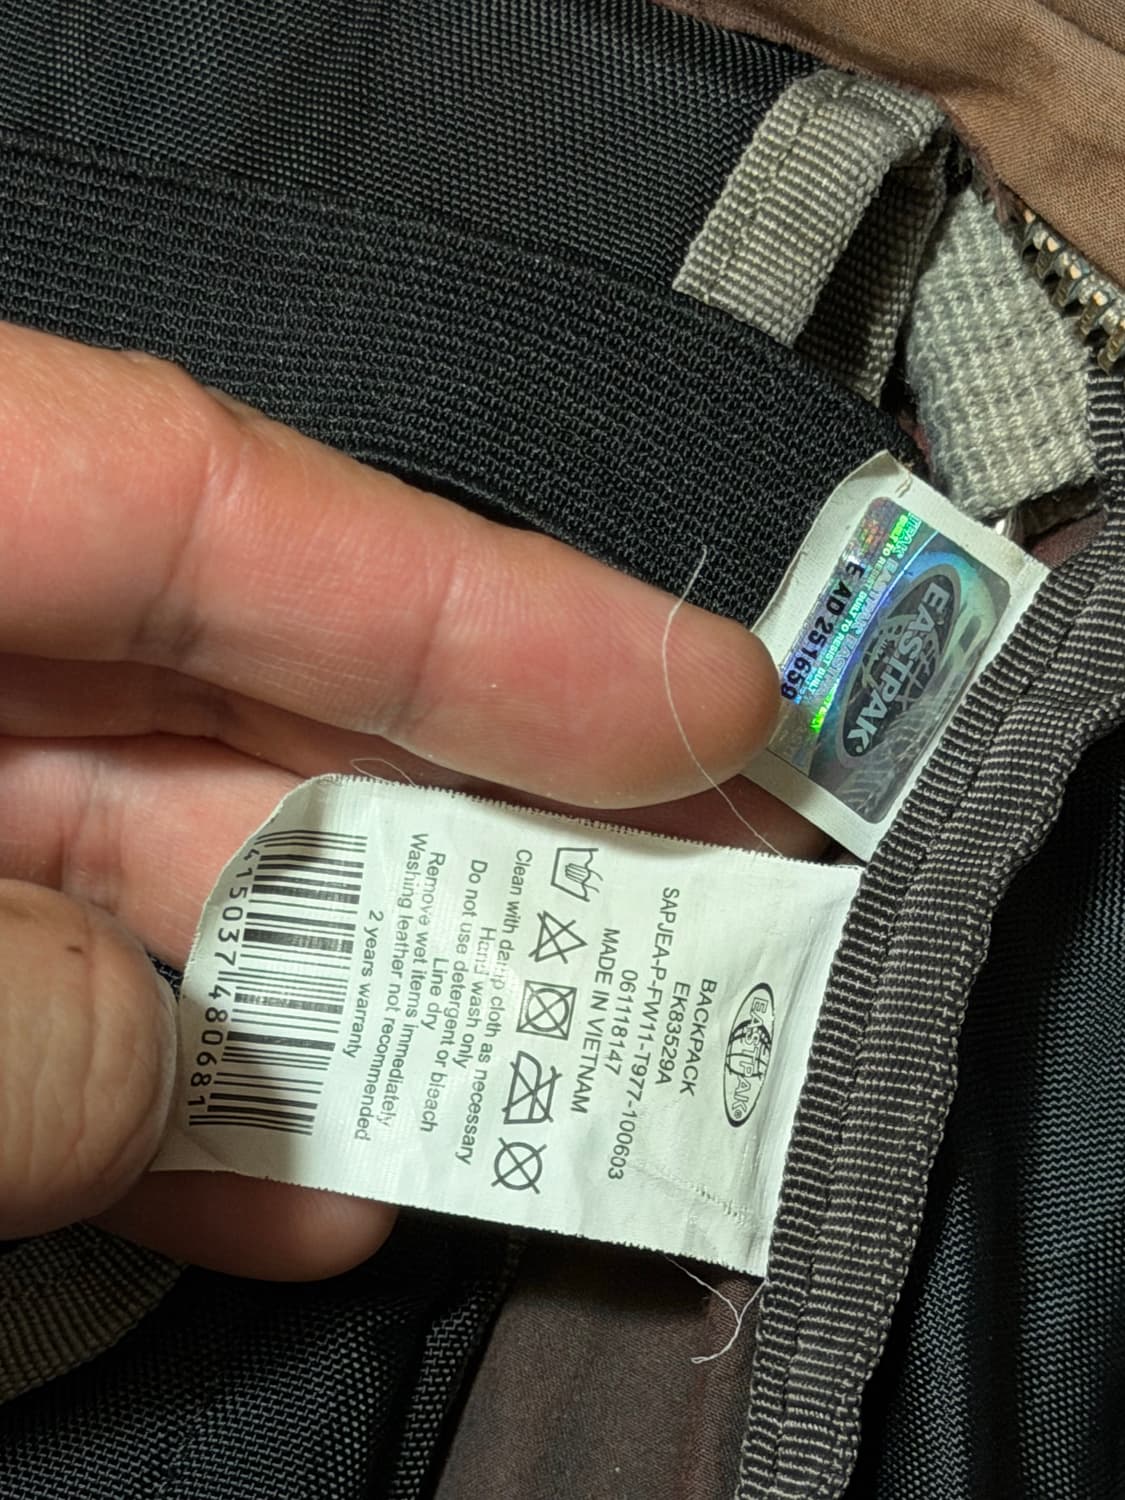 EASTPAK
E AD 251659
EASTPAK
BACKPACK
EK83529A
SAPJEA-P-FW11-T977-100603
061118147
MADE IN VIETNAM
Clean with damp cloth as necessary
Hand wash only
Do not use detergent or bleach
Line dry
Remove wet items immediately
Washing leather not recommended
2 years warranty
415037480681